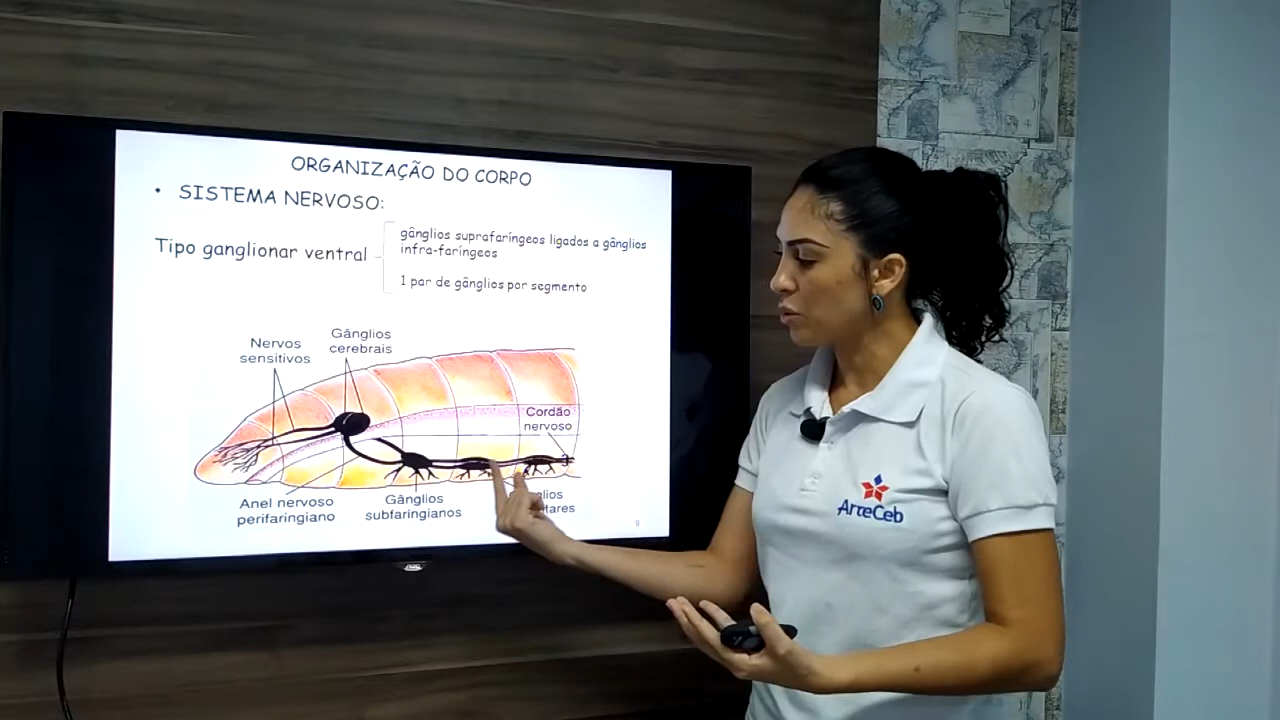 ORGANIZAÇÃO DO CORPO
• SISTEMA NERVOSO:
Tipo ganglionar ventral
gânglios suprafaríngeos ligados a gânglios
infra-faríngeos
1 par de gânglios por segmento
Nervos
sensitivos
Gânglios
cerebrais
Cordão
nervoso
Anel nervoso
perifaringiano
Gânglios
subfaringianos
9
ArteCeb